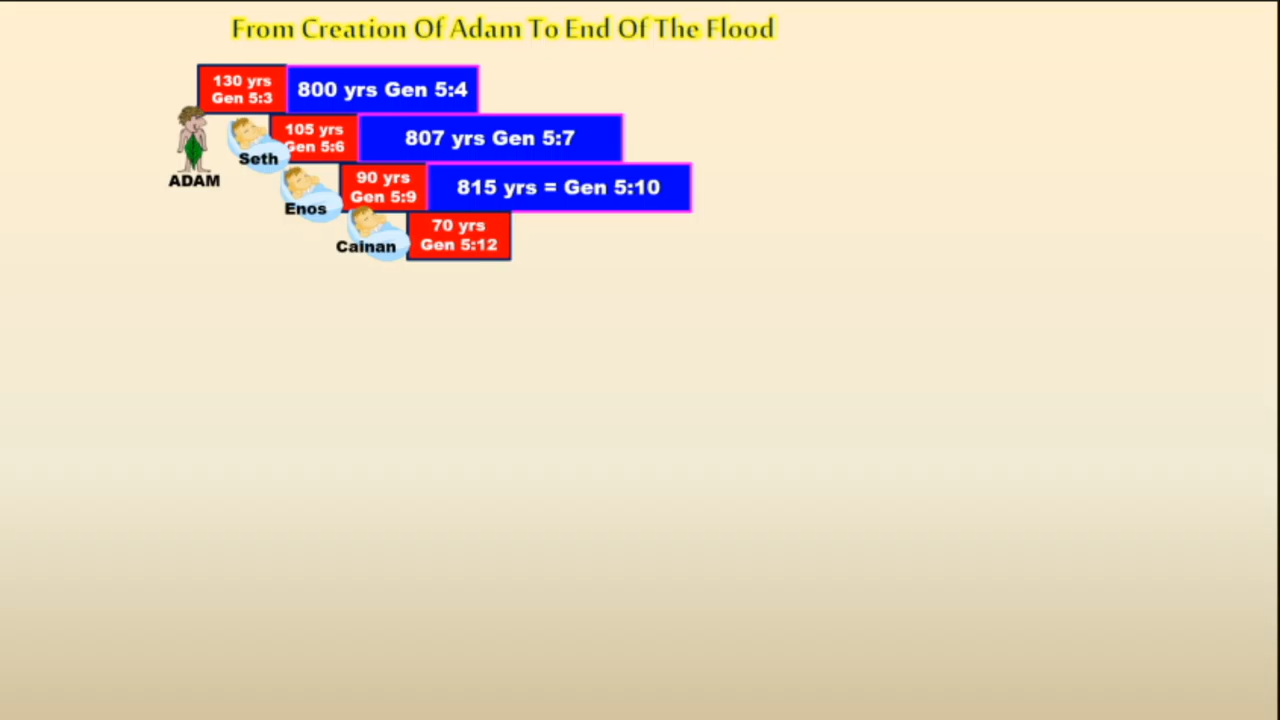 From Creation Of Adam To End Of The Flood
130 yrs
Gen 5:3
800 yrs Gen 5:4
ADAM
Seth
105 yrs
Gen 5:6
807 yrs Gen 5:7
Enos
90 yrs
Gen 5:9
815 yrs = Gen 5:10
Cainan
70 yrs
Gen 5:12